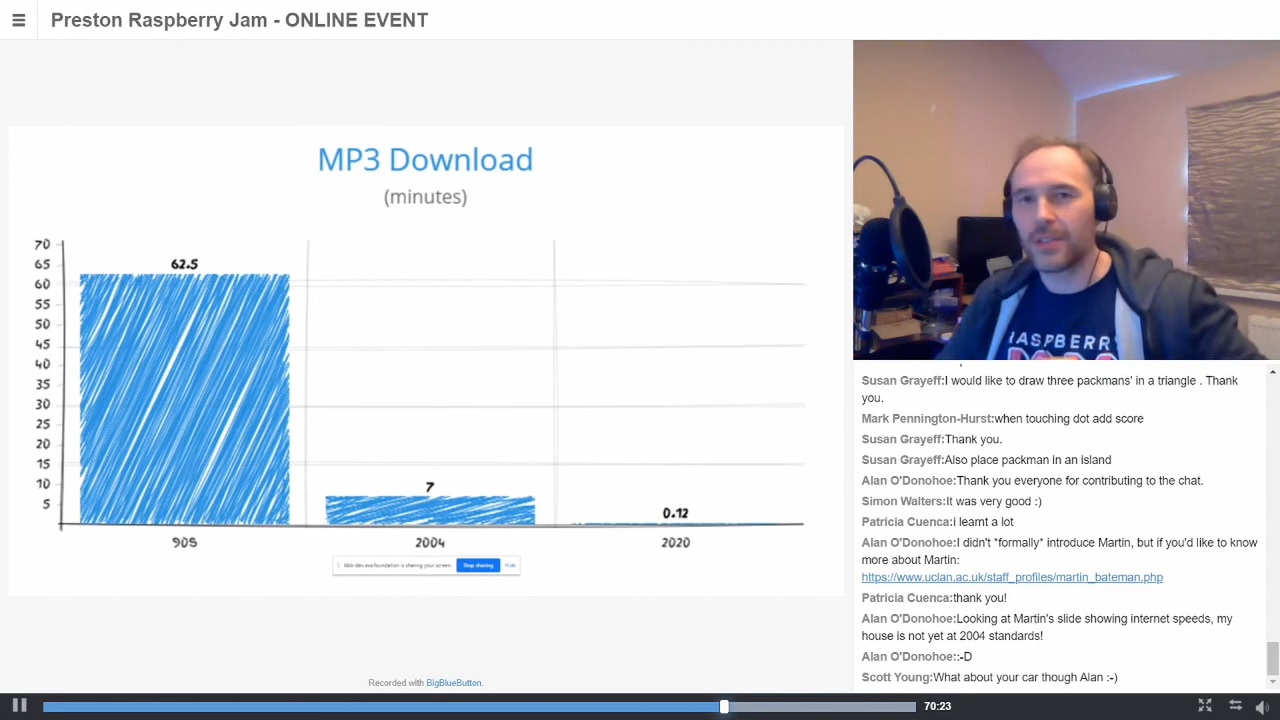 Preston Raspberry Jam - ONLINE EVENT
MP3 Download
(minutes)
70
65
60
55
50
45
40
35
30
25
20
15
10
5
62.5
7
0.12
90s
2004
2020
is sharing your screen.
Stop sharing
Hide
RASPBERRY
Susan Grayeff:I would like to draw three packmans' in a triangle . Thank
you.
Mark Pennington-Hurst:when touching dot add score
Susan Grayeff:Thank you.
Susan Grayeff:Also place packman in an island
Alan O'Donohoe:Thank you everyone for contributing to the chat.
Simon Walters:It was very good :)
Patricia Cuenca:i learnt a lot
Alan O'Donohoe:I didn't *formally* introduce Martin, but if you'd like to know
more about Martin:
https://www.uclan.ac.uk/staff_profiles/martin_bateman.php
Patricia Cuenca:thank you!
Alan O'Donohoe:Looking at Martin's slide showing internet speeds, my
house is not yet at 2004 standards!
Alan O'Donohoe::-D
Scott Young:What about your car though Alan :-)
Recorded with BigBlueButton.
70:23